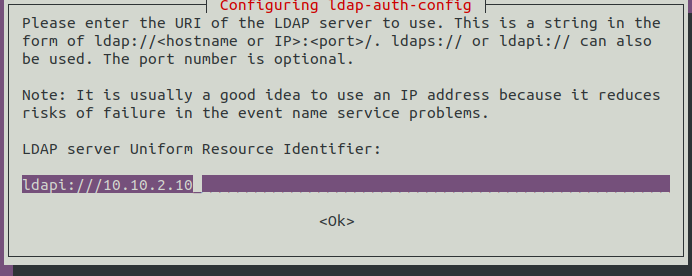 Configuring ldap-auth-config
Please enter the URI of the LDAP server to use. This is a string in the
form of ldap://<hostname or IP>:<port>/. ldaps:// or ldapi:// can also
be used. The port number is optional.
Note: It is usually a good idea to use an IP address because it reduces
risks of failure in the event name service problems.
LDAP server Uniform Resource Identifier:
ldapi:///10.10.2.10
<Ok>